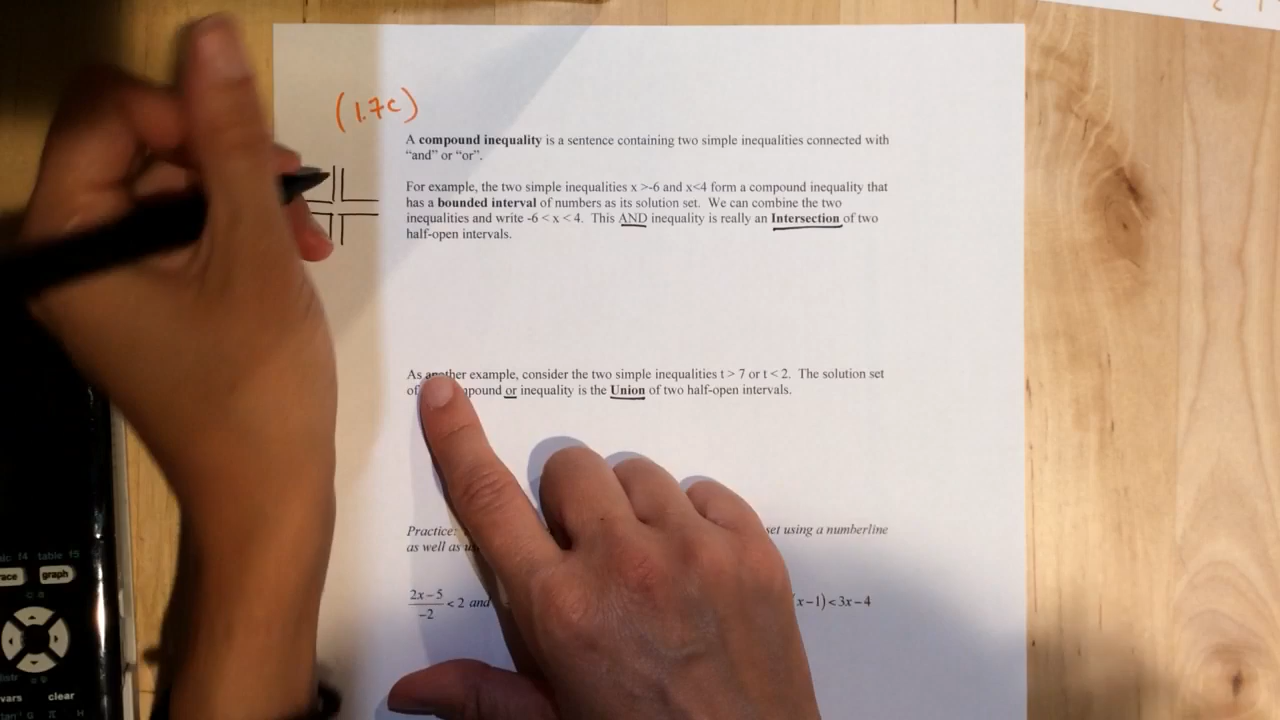 (1.7c)
A compound inequality is a sentence containing two simple inequalities connected with
“and” or “or”.
For example, the two simple inequalities x >-6 and x<4 form a compound inequality that
has a bounded interval of numbers as its solution set. We can combine the two
inequalities and write -6 < x < 4. This AND inequality is really an Intersection of two
half-open intervals.
As another example, consider the two simple inequalities t > 7 or t < 2. The solution set
of or inequality is the Union of two half-open intervals.
Practice: set using a numberline
as well as
2x-5
-2
< 2 and x-1)<3x-4
table f5
graph
vars clear